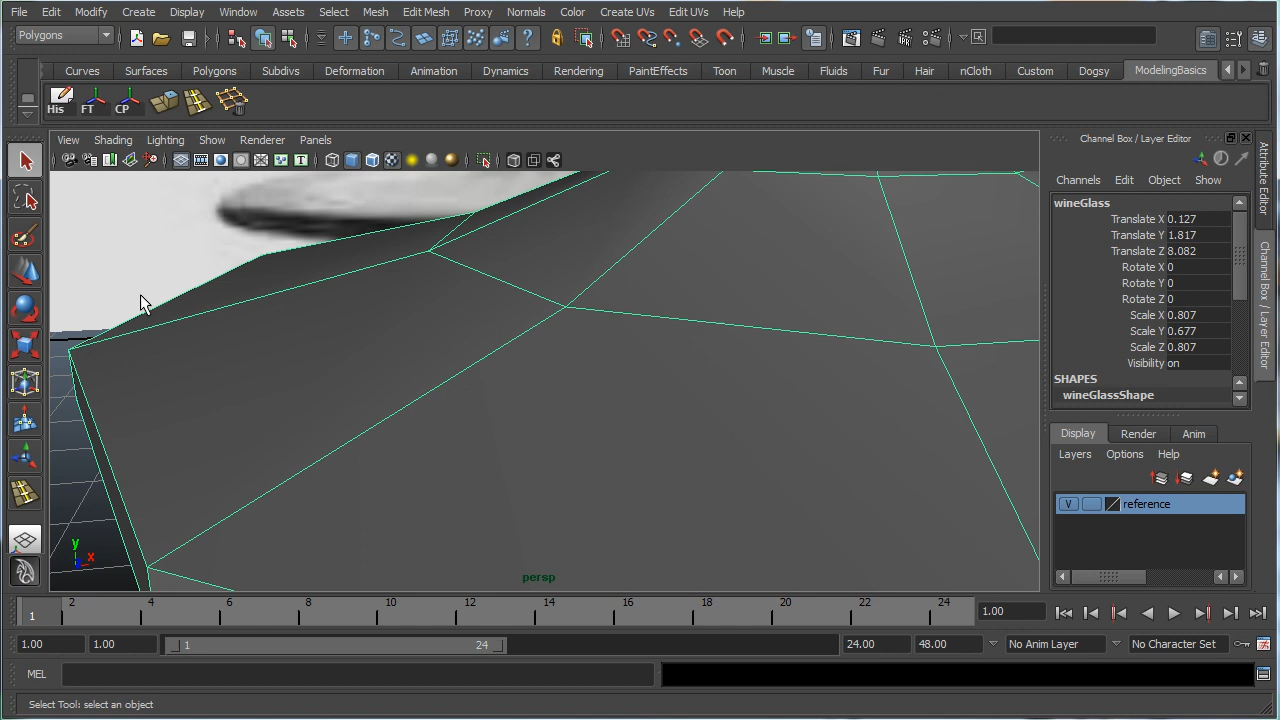 File Edit Modify Create Display Window Assets Select Mesh Edit Mesh Proxy Normals Color Create UVs Edit UVs Help
Polygons
Curves Surfaces Polygons Subdivs Deformation Animation Dynamics Rendering PaintEffects Toon Muscle Fluids Fur Hair nCloth Custom Dogsy ModelingBasics
His FT CP
View Shading Lighting Show Renderer Panels
Channel Box / Layer Editor
Channels Edit Object Show
wineGlass
Translate X 0.127
Translate Y 1.817
Translate Z 8.082
Rotate X 0
Rotate Y 0
Rotate Z 0
Scale X 0.807
Scale Y 0.677
Scale Z 0.807
Visibility on
SHAPES
wineGlassShape
Attribute Editor
Channel Box / Layer Editor
Display Render Anim
Layers Options Help
V reference
y x
persp
1 2 4 6 8 10 12 14 16 18 20 22 24 1.00
1.00 1.00 1 24 24.00 48.00 No Anim Layer No Character Set
MEL
Select Tool: select an object